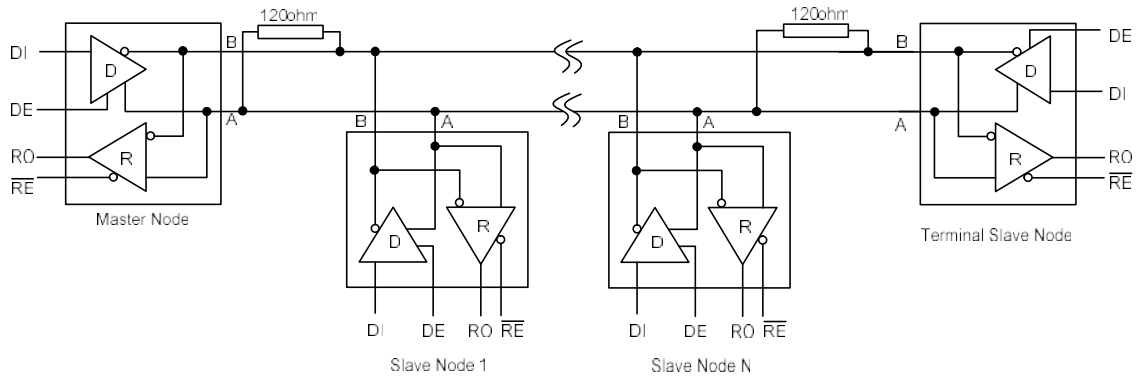 120ohm
120ohm
B
B
DI
D
DE
A
A
RO
R
RE
Master Node
B
A
D
R
DI
DE
RO
RE
Slave Node 1
B
A
D
R
DI
DE
RO
RE
Slave Node N
DE
D
DI
R
RO
RE
Terminal Slave Node